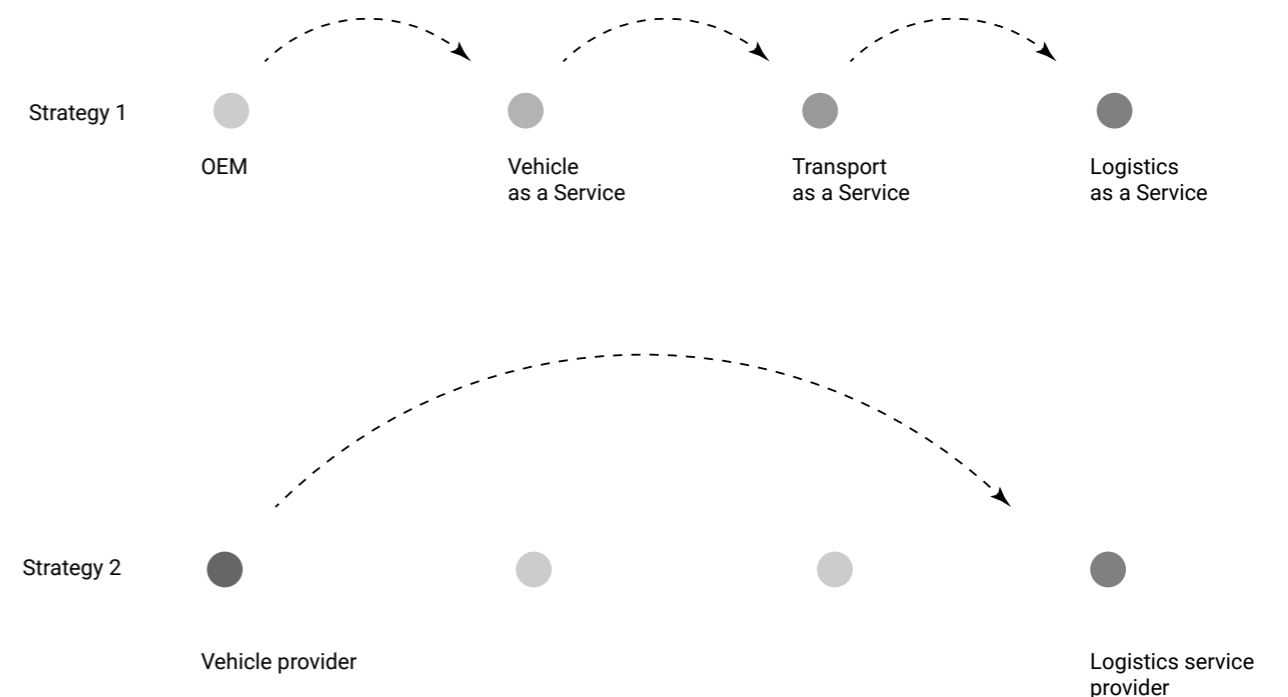 Strategy 1
OEM
Vehicle
as a Service
Transport
as a Service
Logistics
as a Service
Strategy 2
Vehicle provider
Logistics service
provider